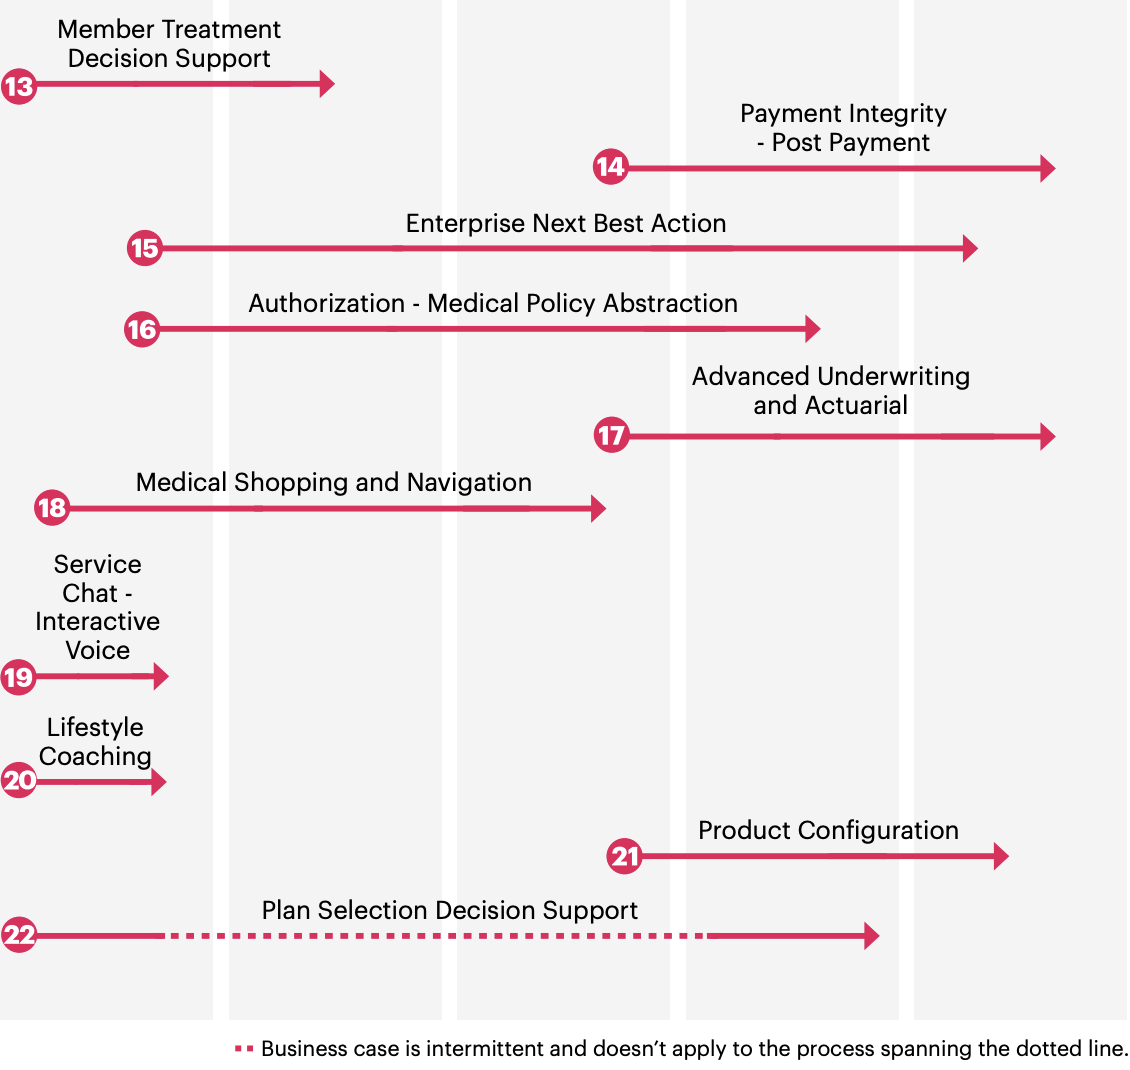 Member Treatment
Decision Support
13
Payment Integrity
- Post Payment
14
Enterprise Next Best Action
15
Authorization - Medical Policy Abstraction
16
Advanced Underwriting
and Actuarial
17
Medical Shopping and Navigation
18
Service
Chat -
Interactive
Voice
19
Lifestyle
Coaching
20
Product Configuration
21
Plan Selection Decision Support
22
Business case is intermittent and doesn’t apply to the process spanning the dotted line.